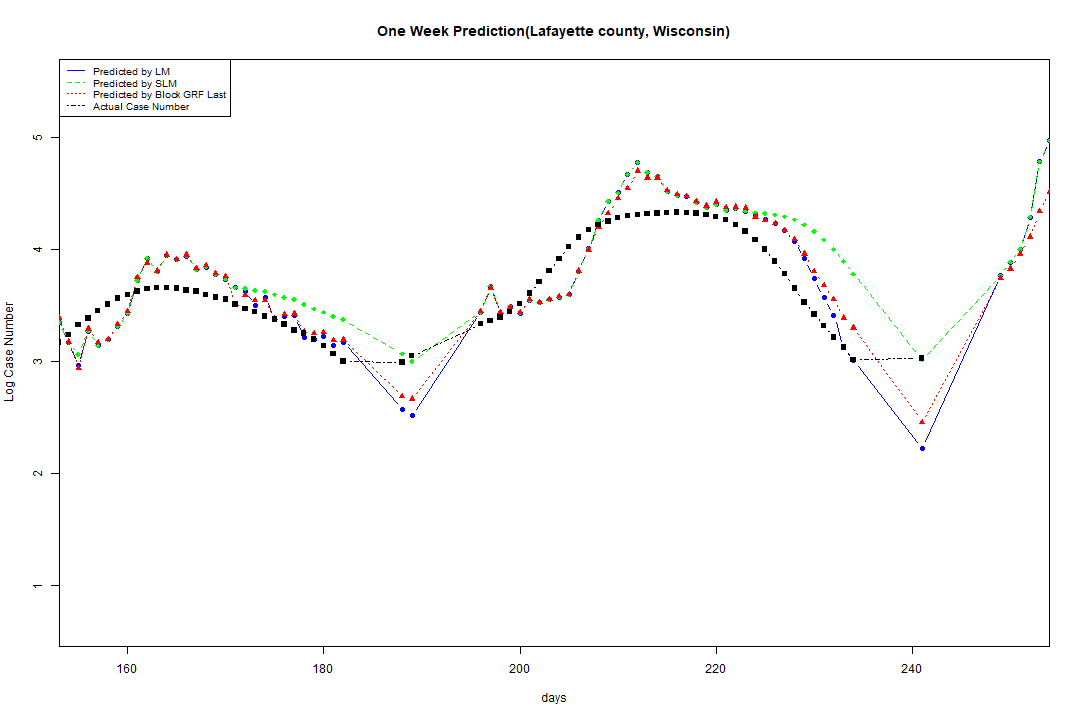 One Week Prediction(Lafayette county, Wisconsin)
Predicted by LM
Predicted by SLM
Predicted by Block GRF Last
Actual Case Number
5
4
3
2
1
Log Case Number
160 180 200 220 240
days